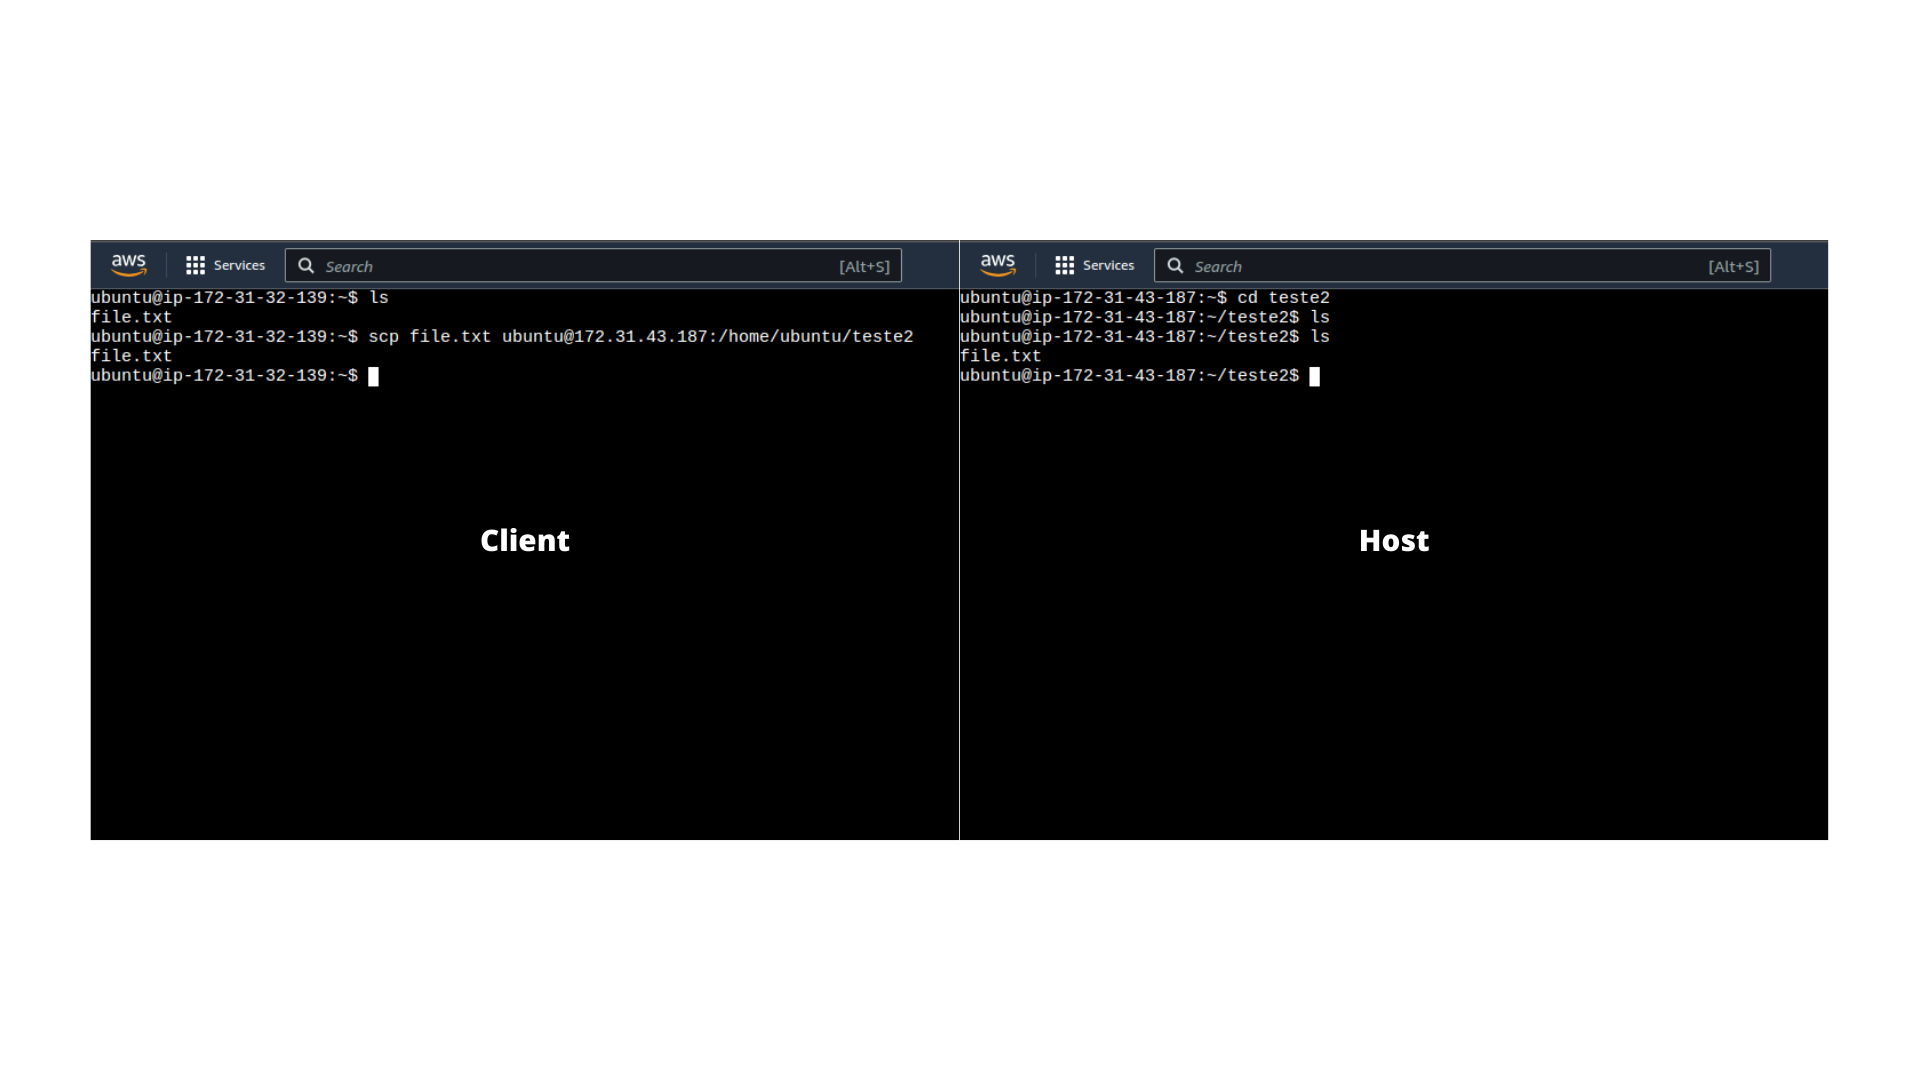 aws Services Search [Alt+S]
ubuntu@ip-172-31-32-139:~$ ls
file.txt
ubuntu@ip-172-31-32-139:~$ scp file.txt ubuntu@172.31.43.187:/home/ubuntu/teste2
file.txt
ubuntu@ip-172-31-32-139:~$
Client
aws Services Search [Alt+S]
ubuntu@ip-172-31-43-187:~$ cd teste2
ubuntu@ip-172-31-43-187:~/teste2$ ls
ubuntu@ip-172-31-43-187:~/teste2$ ls
file.txt
ubuntu@ip-172-31-43-187:~/teste2$
Host